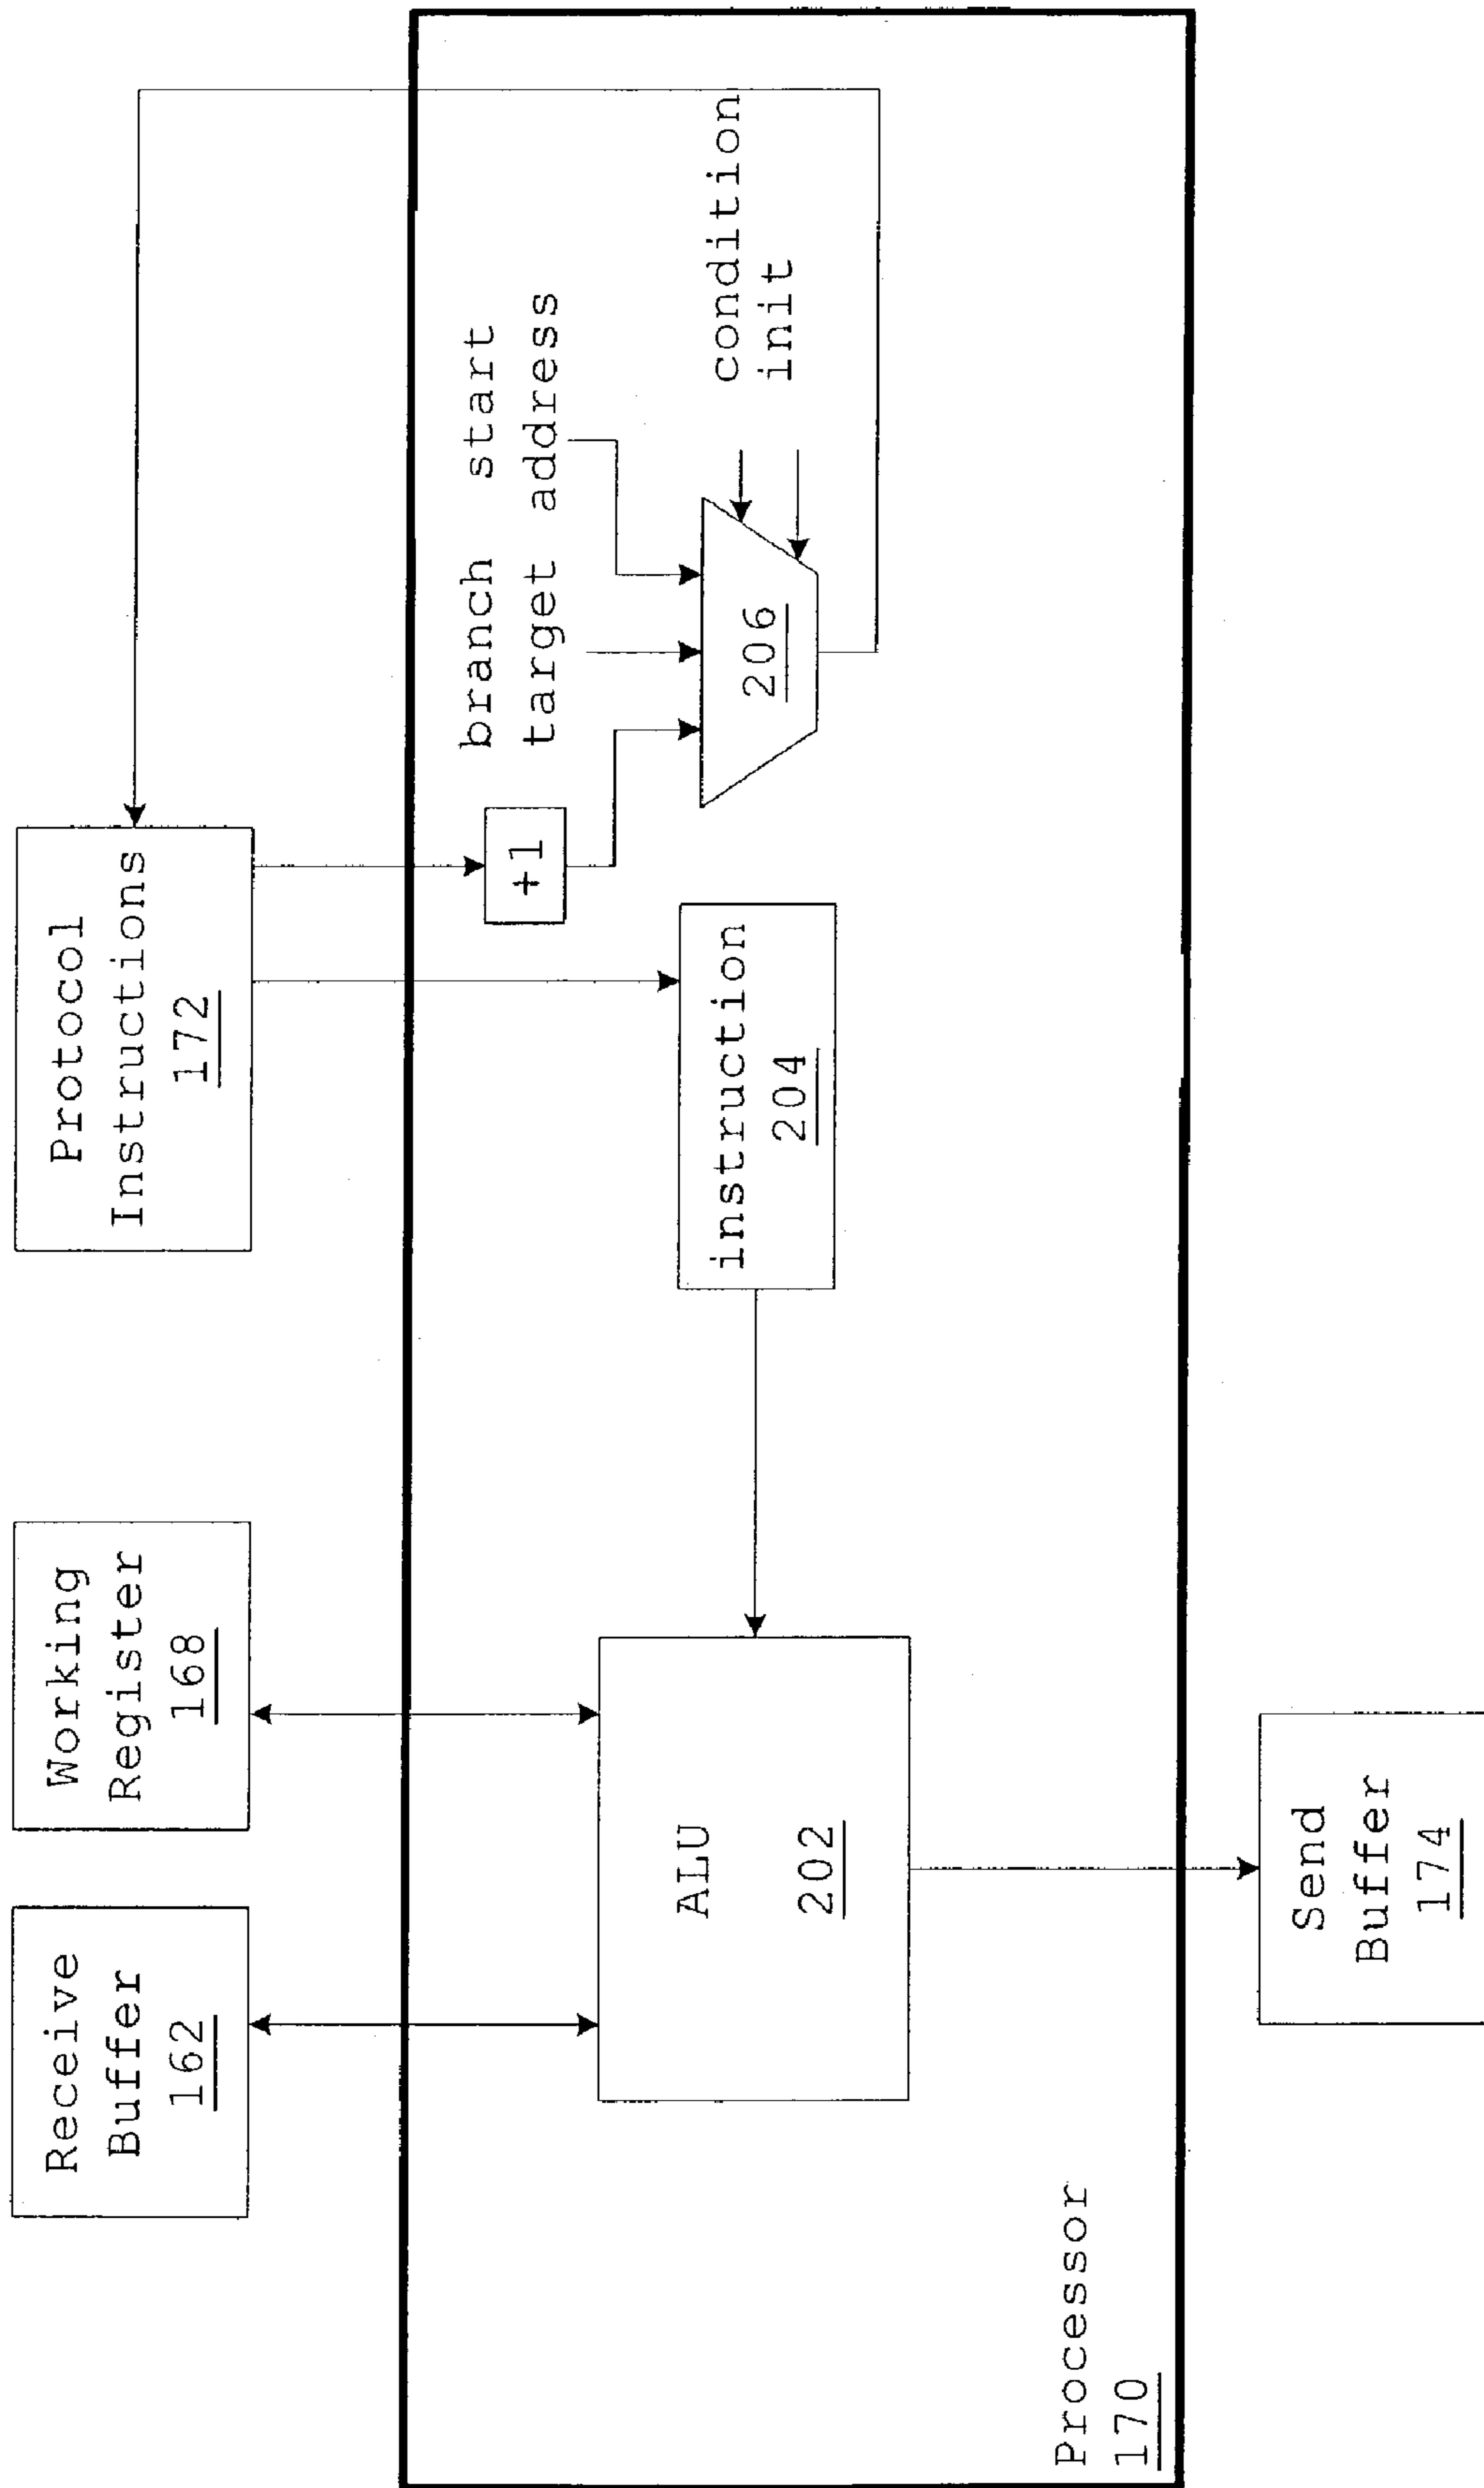 Receive
Buffer
162
Working
Register
168
Protocol
Instructions
172
+1
branch start
target address
condition
init
206
instruction
204
ALU
202
Processor
170
Send
Buffer
174